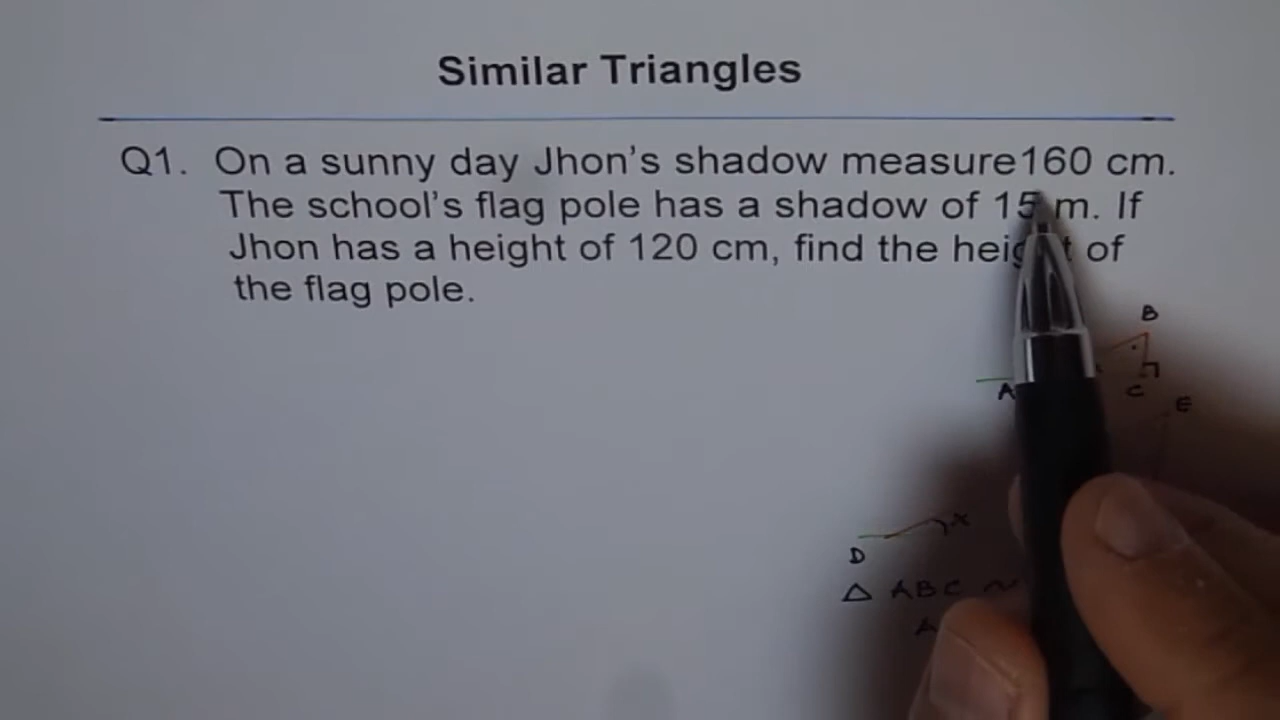 Similar Triangles
Q1. On a sunny day Jhon's shadow measure160 cm.
The school's flag pole has a shadow of 15 m. If
Jhon has a height of 120 cm, find the height of
the flag pole.
B
A C
E
D
△ ABC ~
A